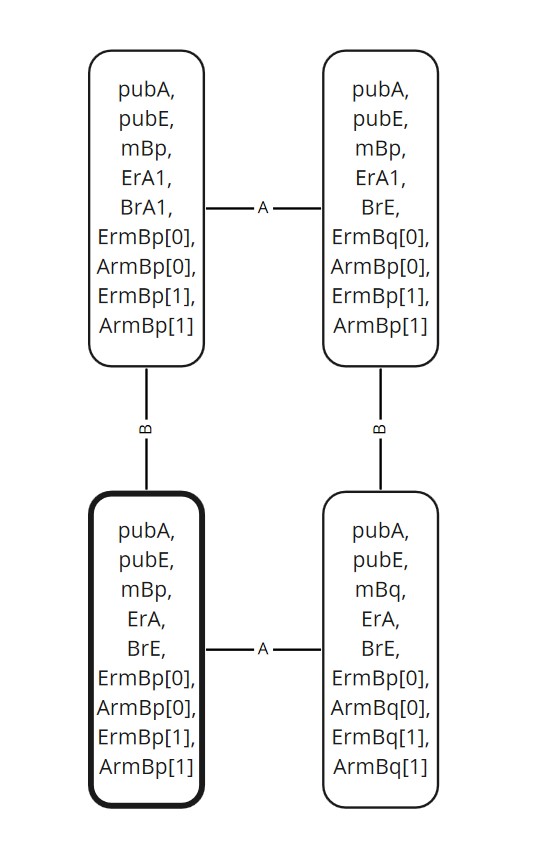 pubA,
pubE,
mBp,
ErA1,
BrA1,
ErmBp[0],
ArmBp[0],
ErmBp[1],
ArmBp[1]
A
pubA,
pubE,
mBp,
ErA1,
BrE,
ErmBq[0],
ArmBp[0],
ErmBp[1],
ArmBp[1]
B
B
pubA,
pubE,
mBp,
ErA,
BrE,
ErmBp[0],
ArmBp[0],
ErmBp[1],
ArmBp[1]
A
pubA,
pubE,
mBq,
ErA,
BrE,
ErmBp[0],
ArmBq[0],
ErmBq[1],
ArmBq[1]